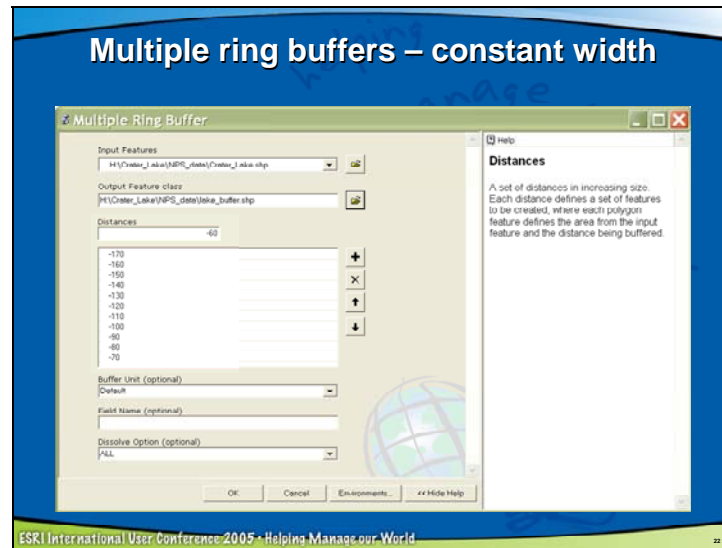 Multiple ring buffers – constant width
helping
manage
Multiple Ring Buffer
Input Features
H:\Crater_Lake\NPS_data\Crater_Lake.shp
Output Feature class
H:\Crater_Lake\NPS_data\lake_buffer.shp
Distances
-60
-170
-160
-150
-140
-130
-120
-110
-100
-90
-80
-70
Buffer Unit (optional)
Default
Field Name (optional)
Dissolve Option (optional)
ALL
OK
Cancel
Environments...
<< Hide Help
Help
Distances
A set of distances in increasing size.
Each distance defines a set of features
to be created, where each polygon
feature defines the area from the input
feature and the distance being buffered.
ESRI International User Conference 2005 · Helping Manage our World
22